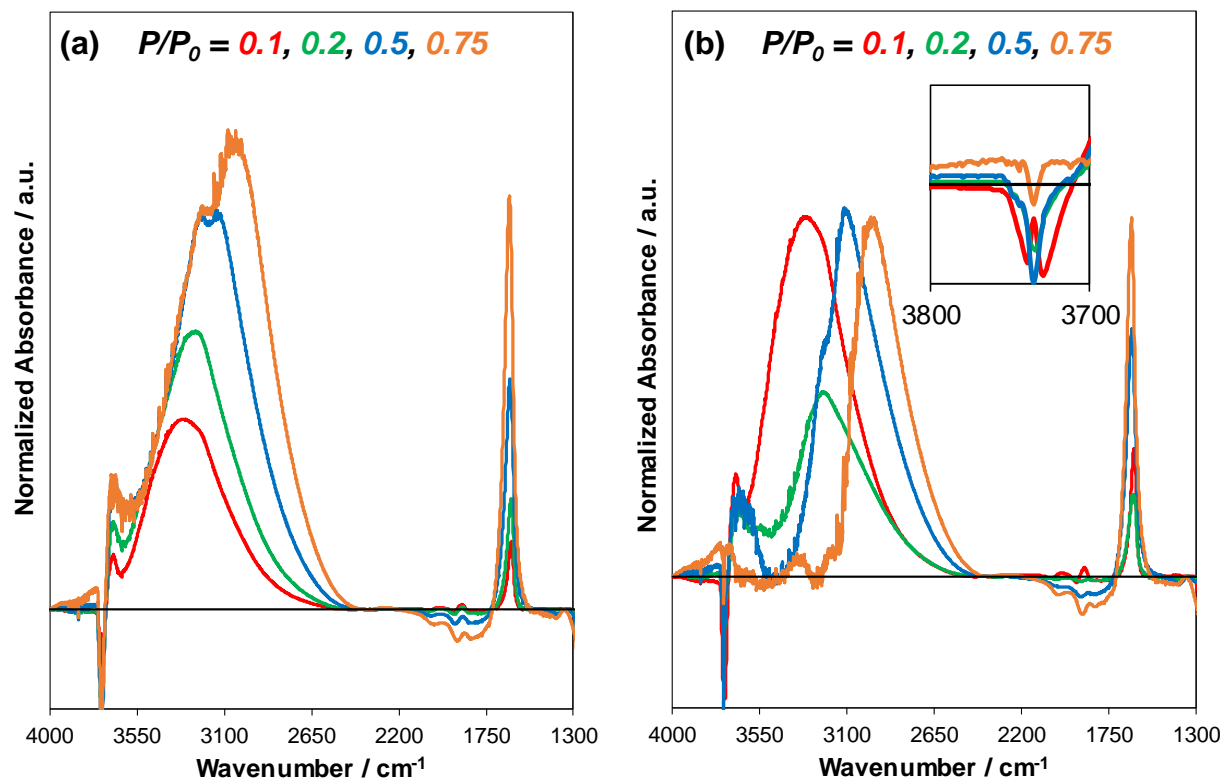 (a) P/P0 = 0.1, 0.2, 0.5, 0.75
Normalized Absorbance / a.u.
4000 3550 3100 2650 2200 1750 1300
Wavenumber / cm-1
(b) P/P0 = 0.1, 0.2, 0.5, 0.75
3800 3700
Normalized Absorbance / a.u.
4000 3550 3100 2650 2200 1750 1300
Wavenumber / cm-1